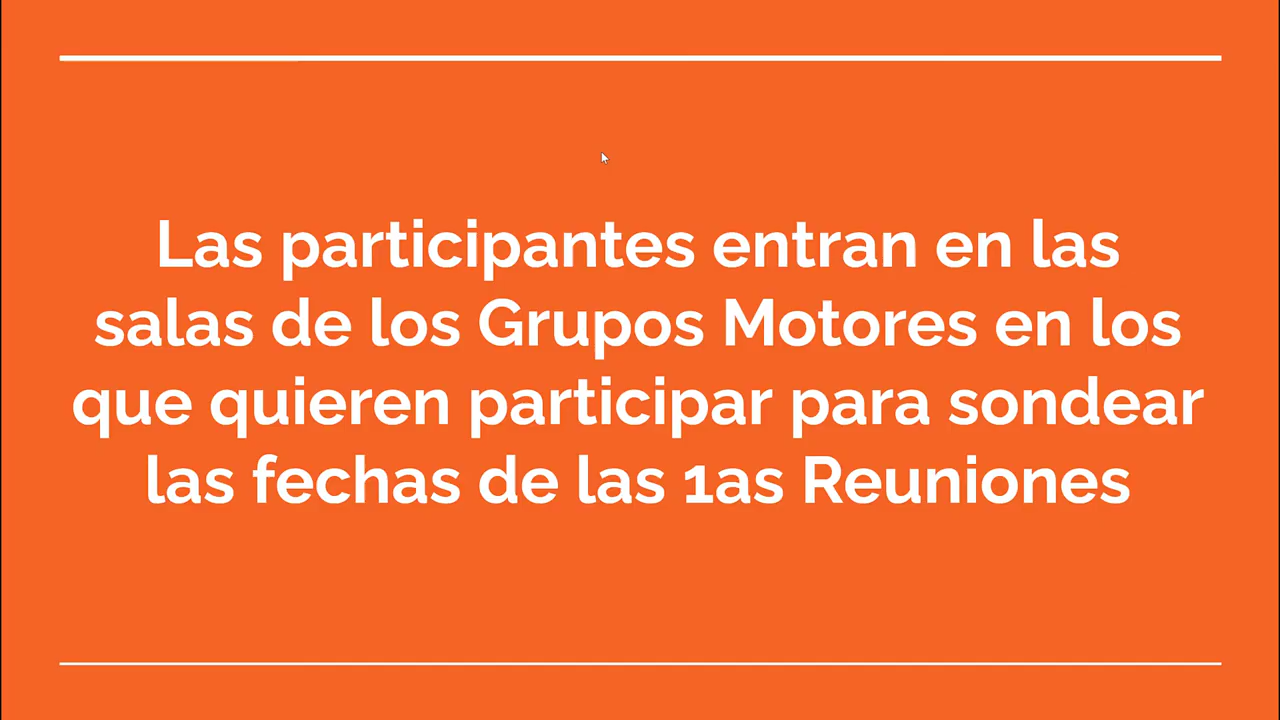 Las participantes entran en las
salas de los Grupos Motores en los
que quieren participar para sondear
las fechas de las 1as Reuniones